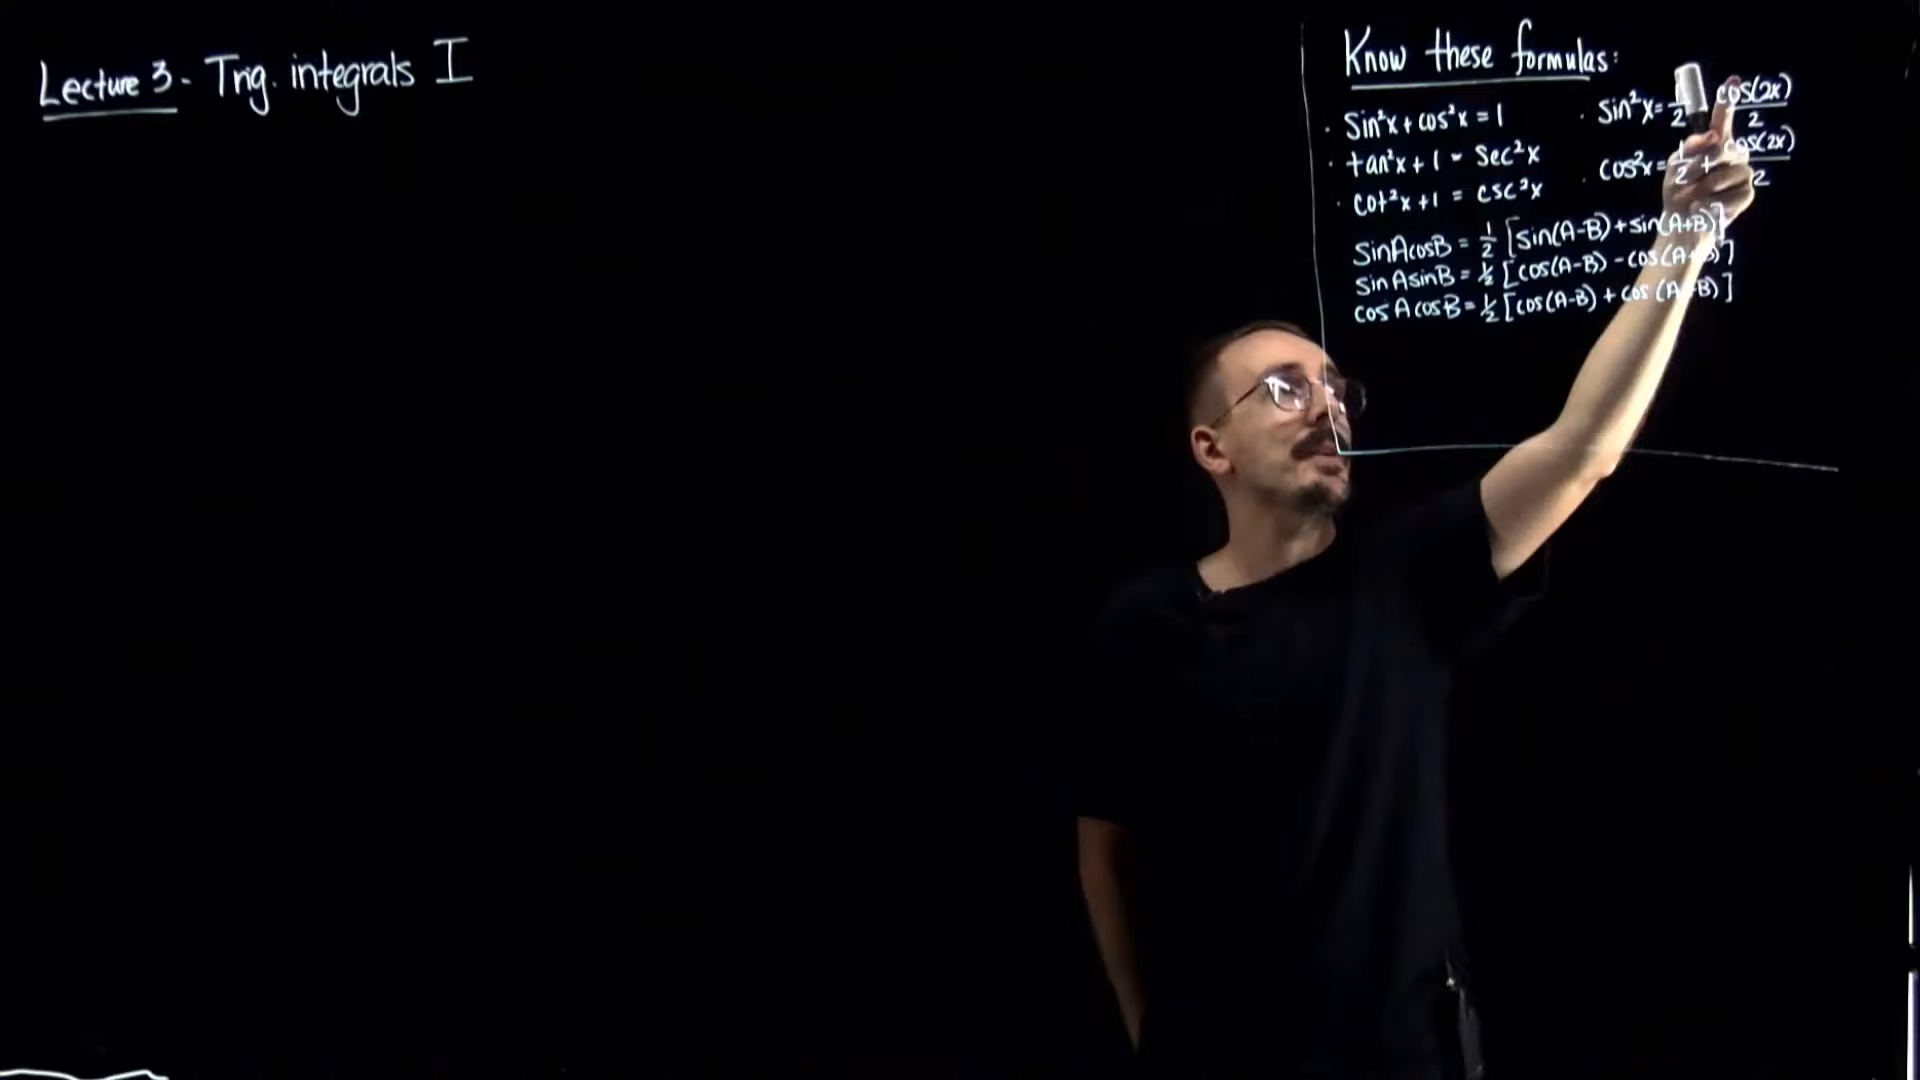 Lecture 3 - Trig. integrals I
Know these formulas:
· sin²x + cos²x = 1
· tan²x + 1 = sec²x
· cot²x + 1 = csc²x
· sin²x = 1/2 cos(2x)/2
· cos²x = 1/2 + cos(2x)/2
sinAcosB = 1/2 [sin(A-B) + sin(A+B)]
sinAsinB = 1/2 [cos(A-B) - cos(A+B)]
cosAcosB = 1/2 [cos(A-B) + cos(A+B)]